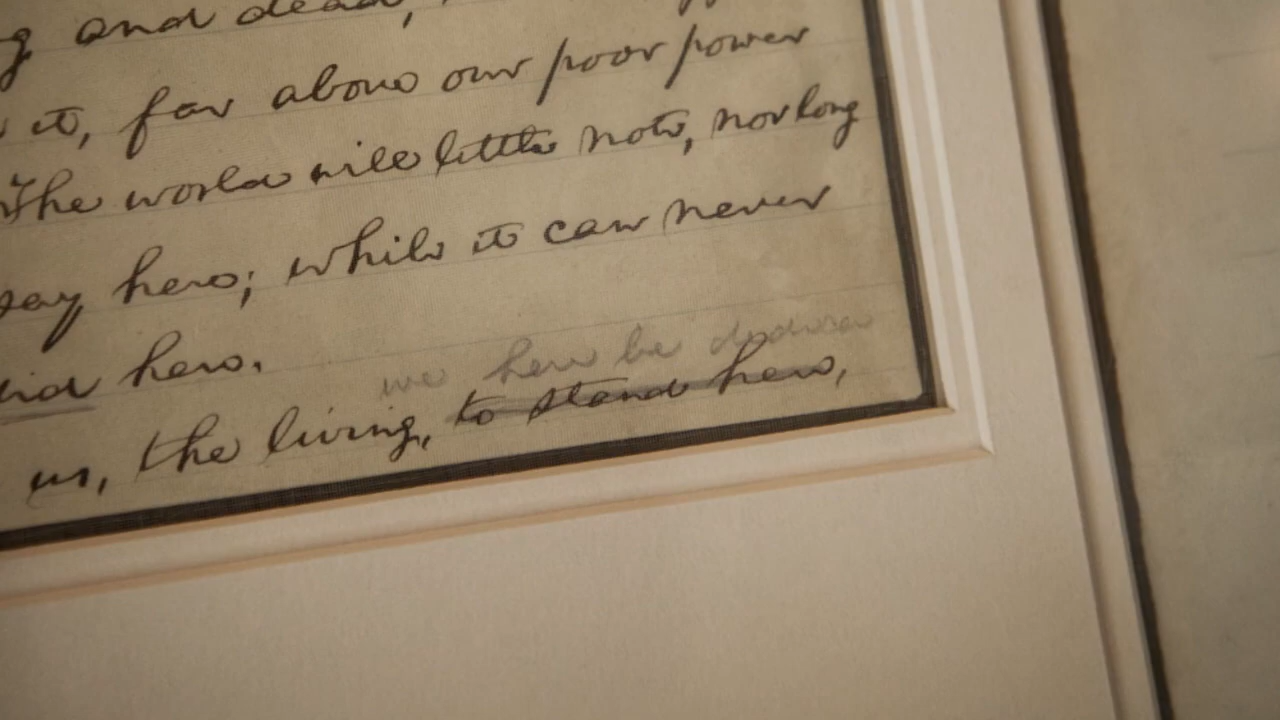 and dead,
it, far above our poor power
The world will little note, nor long
say here; while it can never
did here.
we here be dedica
us, the living, to stand here,